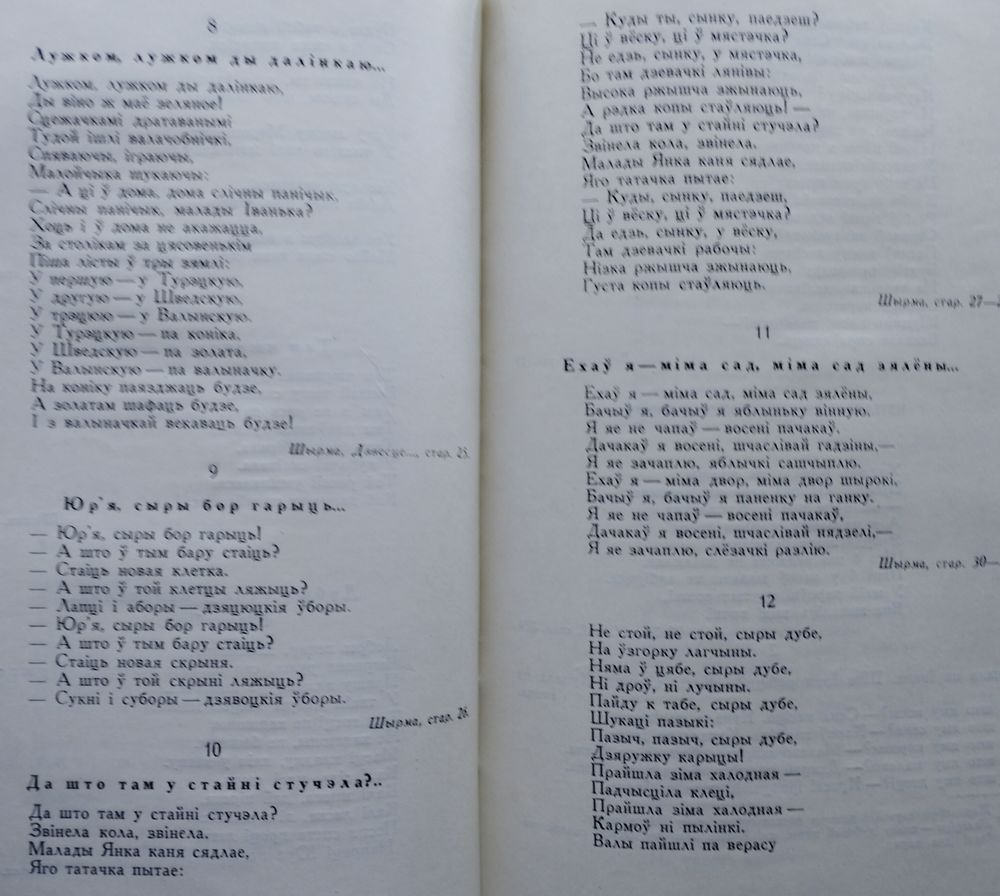 8
Лужком, лужком ды далінкаю...
Лужком, лужком ды далінкаю,
Ды віно ж маё зеляное!
Сцежачкамі дратаванымі
Тудой ішлі валачобнічкі,
Спяваючы, іграючы,
Малойчыка шукаючы:
— А ці ў дома, дома слічны панічык,
Слічны панічык, малады Іванька?
Хоць і ў дома не акажацца,
За столікам за цясовенькім
Піша лісты ў тры зямлі:
У першую — у Турэцкую,
У другую — у Шведскую,
У трэцюю — у Валынскую.
У Турэцкую — па коніка,
У Шведскую — па золата,
У Валынскую — па валыначку.
На коніку паязджаць будзе,
А золатам шафаць будзе,
І з валыначкай векаваць будзе!
Шырма, Дзвесце..., стар. 25.
9
Юр'я, сыры бор гарыць...
— Юр'я, сыры бор гарыць!
— А што ў тым бару стаіць?
— Стаіць новая клетка.
— А што ў той клетцы ляжыць?
— Лапці і аборы — дзяцюцкія ўборы.
— Юр'я, сыры бор гарыць!
— А што ў тым бару стаіць?
— Стаіць новая скрыня.
— А што ў той скрыні ляжыць?
— Сукні і суборы — дзявоцкія ўборы.
Шырма, стар. 26.
10
Да што там у стайні стучэла?..
Да што там у стайні стучэла?
Звінела кола, звінела.
Малады Янка каня сядлае,
Яго татачка пытае:
— Куды ты, сынку, паедзеш?
Ці ў вёску, ці ў мястэчка?
Не едзь, сынку, у мястэчка,
Бо там дзевачкі лянівы:
Высока ржышча зжынаюць,
А рэдка копы стаўляюць! —
Да што там у стайні стучэла?
Звінела кола, звінела.
Малады Янка каня сядлае,
Яго татачка пытае:
— Куды, сынку, паедзеш,
Ці ў вёску, ці ў мястэчка?
Да едзь, сынку, у вёску,
Там дзевачкі рабочы:
Нізка ржышча зжынаюць,
Густа копы стаўляюць.
Шырма, стар. 27—
11
Ехаў я — міма сад, міма сад зялёны...
Ехаў я — міма сад, міма сад зялёны,
Бачыў я, бачыў я яблыньку вінную.
Я яе не чапаў — восені пачакаў,
Дачакаў я восені, шчаслівай гадзіны,—
Я яе зачаплю, яблычкі сашчыплю.
Ехаў я — міма двор, міма двор шырокі,
Бачыў я, бачыў я паненку на ганку.
Я яе не чапаў — восені пачакаў,
Дачакаў я восені, шчаслівай нядзелі,—
Я яе зачаплю, слёзачкі разлію.
Шырма, стар. 30—
12
Не стой, не стой, сыры дубе,
На ўзгорку лагчыны.
Няма ў цябе, сыры дубе,
Ні дроў, ні лучыны.
Пайду к табе, сыры дубе,
Шукаці пазыкі:
Пазыч, пазыч, сыры дубе,
Дзяружку карыцы!
Прайшла зіма халодная —
Падчысціла клеці,
Прайшла зіма халодная —
Кармоў ні пылінкі.
Валы пайшлі па верасу